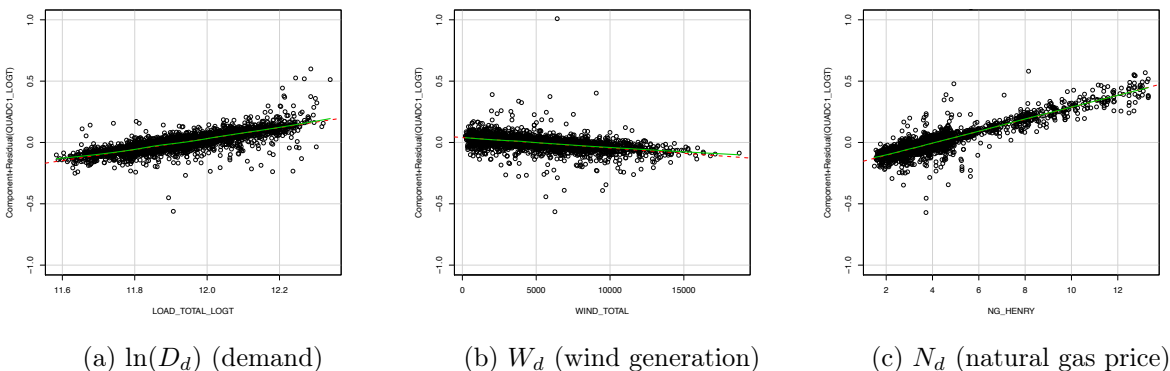 Component+Residual(QUADC1_LOGT)
1.0
0.5
0.0
−0.5
−1.0
11.6 11.8 12.0 12.2
LOAD_TOTAL_LOGT
(a) ln(D_d) (demand)
Component+Residual(QUADC1_LOGT)
1.0
0.5
0.0
−0.5
−1.0
0 5000 10000 15000
WIND_TOTAL
(b) W_d (wind generation)
Component+Residual(QUADC1_LOGT)
1.0
0.5
0.0
−0.5
−1.0
2 4 6 8 10 12
NG_HENRY
(c) N_d (natural gas price)